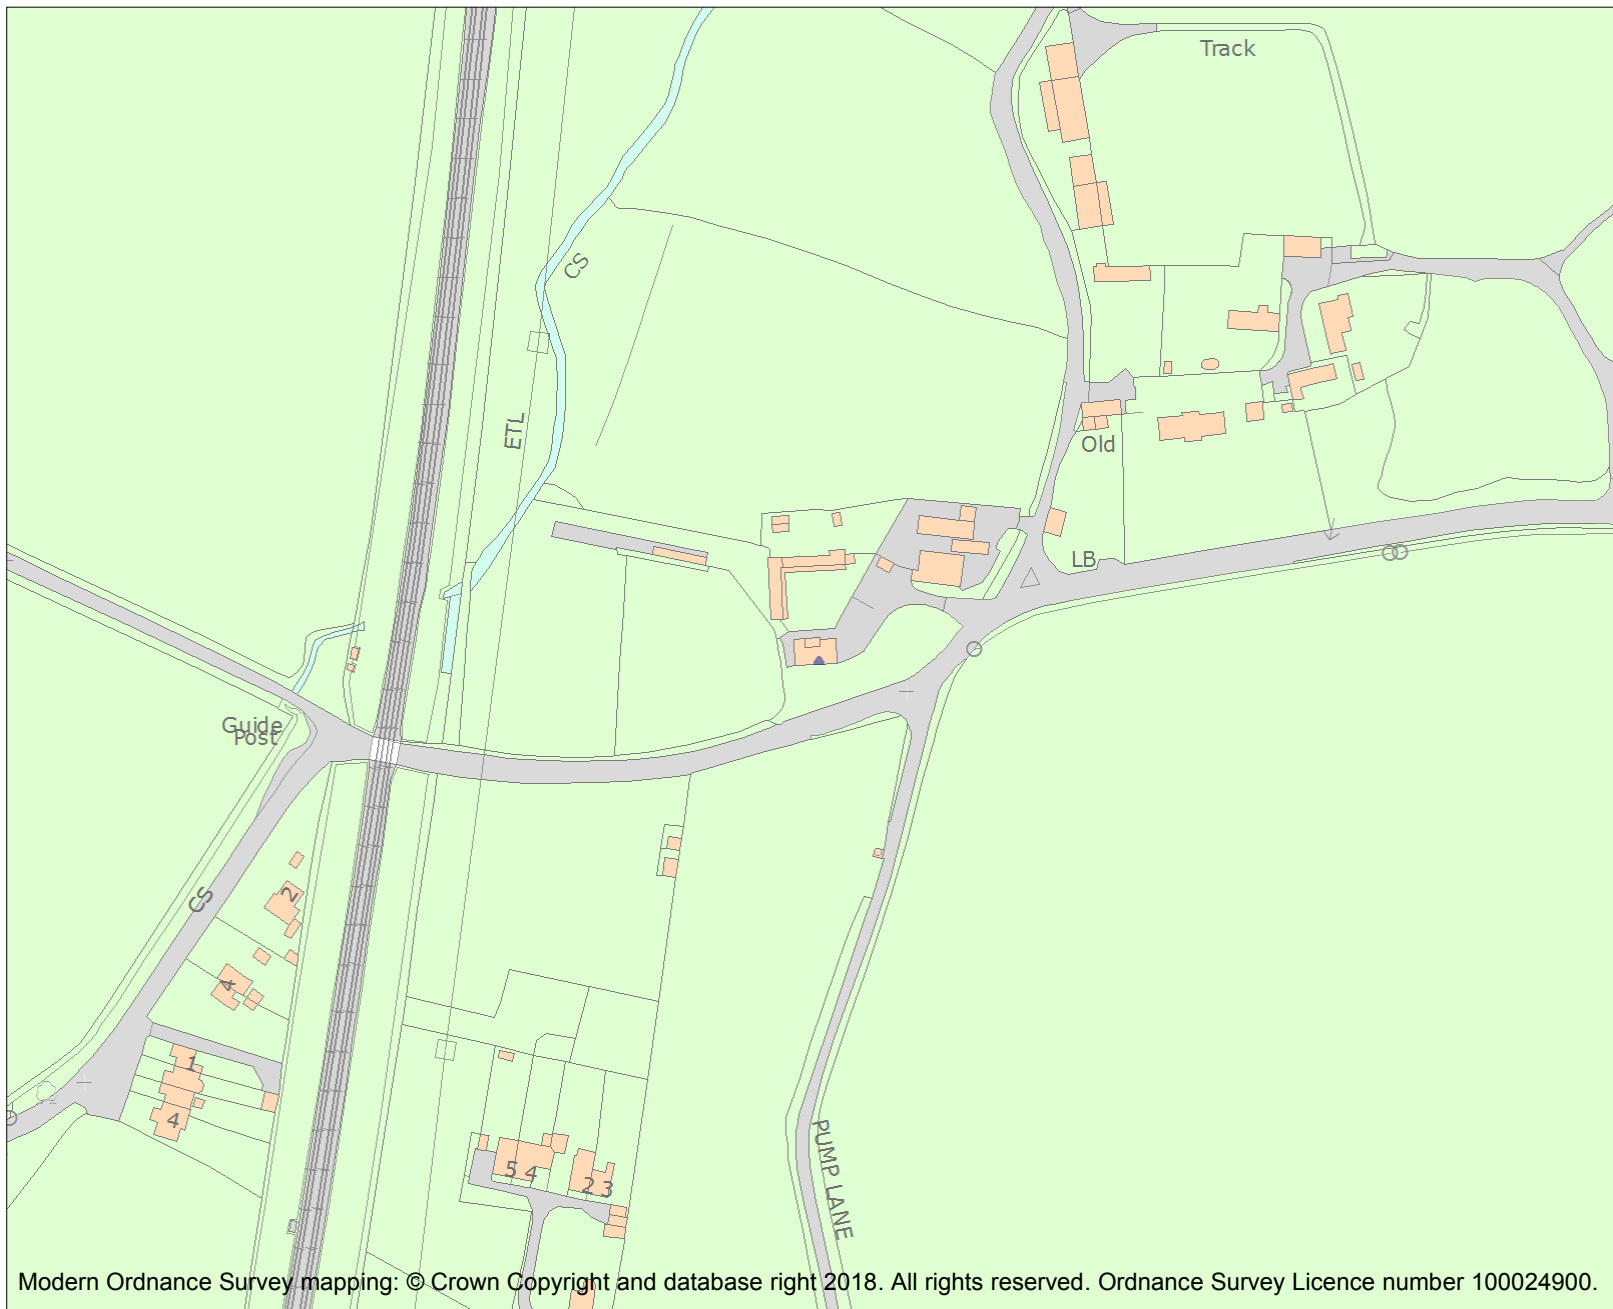 Track
CS
ETL
Old
LB
Guide
Post
CS
2
4
1
4
5 4
2 3
PUMP LANE
Modern Ordnance Survey mapping: © Crown Copyright and database right 2018. All rights reserved. Ordnance Survey Licence number 100024900.